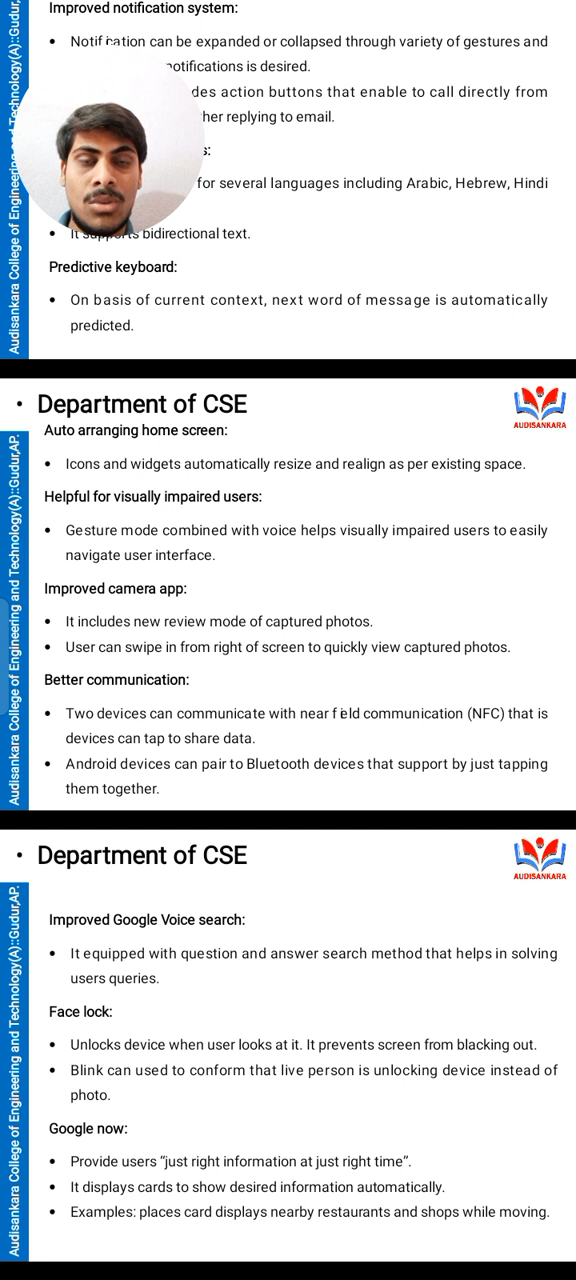 Improved notification system:
• Notification can be expanded or collapsed through variety of gestures and
notifications is desired.
des action buttons that enable to call directly from
her replying to email.
s:
for several languages including Arabic, Hebrew, Hindi
• It supports bidirectional text.
Predictive keyboard:
• On basis of current context, next word of message is automatically
predicted.
Audisankara College of Engineering and Technology(A)::Gudur,
• Department of CSE
AUDISANKARA
Auto arranging home screen:
• Icons and widgets automatically resize and realign as per existing space.
Helpful for visually impaired users:
• Gesture mode combined with voice helps visually impaired users to easily
navigate user interface.
Improved camera app:
• It includes new review mode of captured photos.
• User can swipe in from right of screen to quickly view captured photos.
Better communication:
• Two devices can communicate with near field communication (NFC) that is
devices can tap to share data.
• Android devices can pair to Bluetooth devices that support by just tapping
them together.
Audisankara College of Engineering and Technology(A)::Gudur,AP.
• Department of CSE
AUDISANKARA
Improved Google Voice search:
• It equipped with question and answer search method that helps in solving
users queries.
Face lock:
• Unlocks device when user looks at it. It prevents screen from blacking out.
• Blink can used to conform that live person is unlocking device instead of
photo.
Google now:
• Provide users “just right information at just right time”.
• It displays cards to show desired information automatically.
• Examples: places card displays nearby restaurants and shops while moving.
Audisankara College of Engineering and Technology(A)::Gudur,AP.